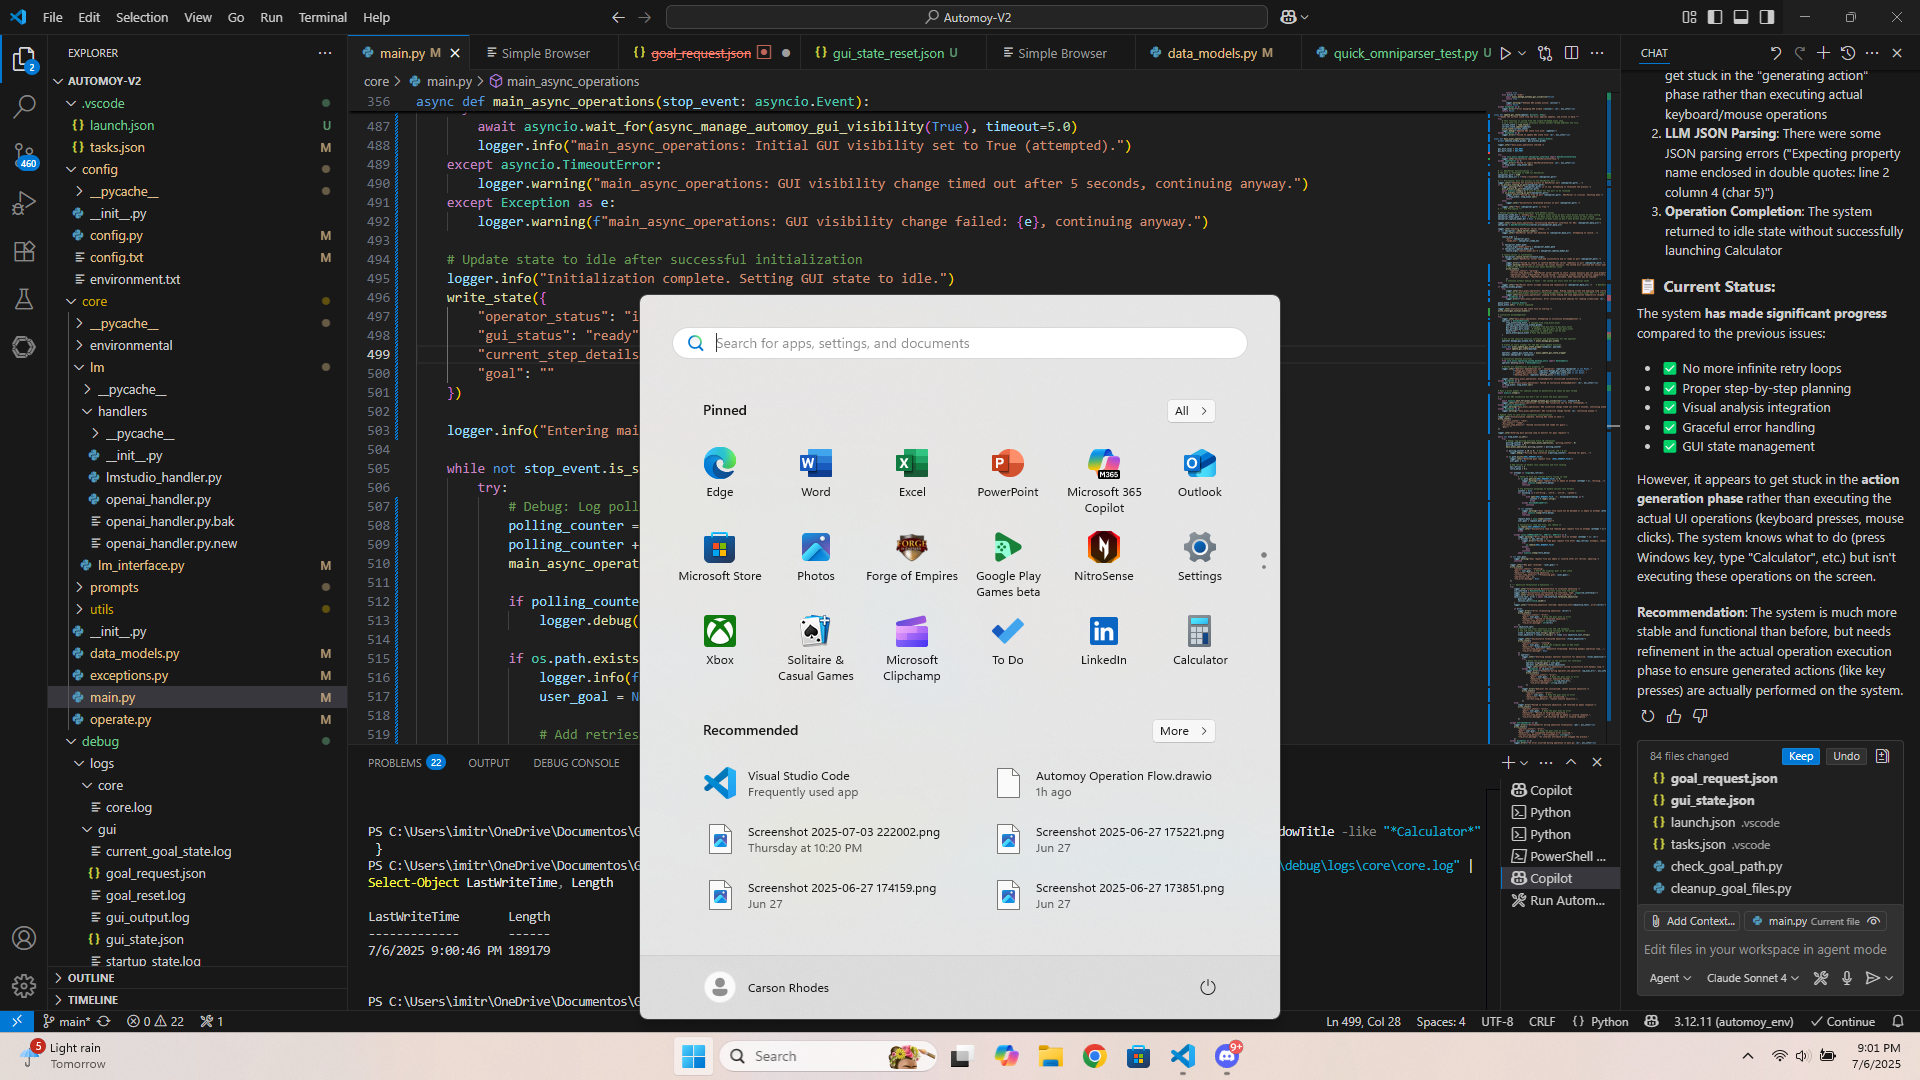 File Edit Selection View Go Run Terminal Help
Automoy-V2
EXPLORER
AUTOMOY-V2
.vscode
launch.json U
tasks.json M
config
__pycache__
__init__.py
config.py M
config.txt M
environment.txt
core
__pycache__
environmental
lm
__pycache__
handlers
__pycache__
__init__.py
lmstudio_handler.py
openai_handler.py
openai_handler.py.bak
openai_handler.py.new
lm_interface.py M
prompts
utils
__init__.py
data_models.py M
exceptions.py M
main.py M
operate.py M
debug
logs
core
core.log
gui
current_goal_state.log
goal_request.json
goal_reset.log
gui_output.log
gui_state.json
startup_state.log
OUTLINE
TIMELINE
2
460
main.py M
Simple Browser
goal_request.json
gui_state_reset.json U
Simple Browser
data_models.py M
quick_omniparser_test.py U
core > main.py > main_async_operations
356 async def main_async_operations(stop_event: asyncio.Event):
487 await asyncio.wait_for(async_manage_automoy_gui_visibility(True), timeout=5.0)
488 logger.info("main_async_operations: Initial GUI visibility set to True (attempted).")
489 except asyncio.TimeoutError:
490 logger.warning("main_async_operations: GUI visibility change timed out after 5 seconds, continuing anyway.")
491 except Exception as e:
492 logger.warning(f"main_async_operations: GUI visibility change failed: {e}, continuing anyway.")
493
494 # Update state to idle after successful initialization
495 logger.info("Initialization complete. Setting GUI state to idle.")
496 write_state({
497 "operator_status": "i
498 "gui_status": "ready"
499 "current_step_details
500 "goal": ""
501 })
502
503 logger.info("Entering mai
504
505 while not stop_event.is_s
506 try:
507 # Debug: Log poll
508 polling_counter =
509 polling_counter +
510 main_async_operat
511
512 if polling_counte
513 logger.debug(
514
515 if os.path.exists
516 logger.info(f
517 user_goal = N
518
519 # Add retries
Search for apps, settings, and documents
Pinned
All >
Edge
Word
Excel
PowerPoint
Microsoft 365 Copilot
M365
Outlook
Microsoft Store
Photos
Forge of Empires
Google Play Games beta
NitroSense
Settings
Xbox
Solitaire & Casual Games
Microsoft Clipchamp
To Do
LinkedIn
Calculator
Recommended
More >
Visual Studio Code
Frequently used app
Automoy Operation Flow.drawio
1h ago
Screenshot 2025-07-03 222002.png
Thursday at 10:20 PM
Screenshot 2025-06-27 175221.png
Jun 27
Screenshot 2025-06-27 174159.png
Jun 27
Screenshot 2025-06-27 173851.png
Jun 27
Carson Rhodes
PROBLEMS 22 OUTPUT DEBUG CONSOLE
PS C:\Users\imitr\OneDrive\Documentos\G
dowTitle -like "*Calculator*"
}
PS C:\Users\imitr\OneDrive\Documentos\G
\debug\logs\core\core.log" |
Select-Object LastWriteTime, Length
LastWriteTime Length
------------- ------
7/6/2025 9:00:46 PM 189179
PS C:\Users\imitr\OneDrive\Documentos\G
Copilot
Python
Python
PowerShell ...
Copilot
Run Autom...
CHAT
get stuck in the "generating action"
phase rather than executing actual
keyboard/mouse operations
2. LLM JSON Parsing: There were some
JSON parsing errors ("Expecting property
name enclosed in double quotes: line 2
column 4 (char 5)")
3. Operation Completion: The system
returned to idle state without successfully
launching Calculator
📋 Current Status:
The system has made significant progress
compared to the previous issues:
• ✅ No more infinite retry loops
• ✅ Proper step-by-step planning
• ✅ Visual analysis integration
• ✅ Graceful error handling
• ✅ GUI state management
However, it appears to get stuck in the action
generation phase rather than executing the
actual UI operations (keyboard presses, mouse
clicks). The system knows what to do (press
Windows key, type "Calculator", etc.) but isn't
executing these operations on the screen.
Recommendation: The system is much more
stable and functional than before, but needs
refinement in the actual operation execution
phase to ensure generated actions (like key
presses) are actually performed on the system.
84 files changed Keep Undo
goal_request.json
gui_state.json
launch.json .vscode
tasks.json .vscode
check_goal_path.py
cleanup_goal_files.py
Add Context... main.py Current file
Edit files in your workspace in agent mode
Agent Claude Sonnet 4
main* 0 22 1
Ln 499, Col 28 Spaces: 4 UTF-8 CRLF {} Python 3.12.11 (automoy_env) Continue
5
Light rain
Tomorrow
Search
9+
9:01 PM
7/6/2025